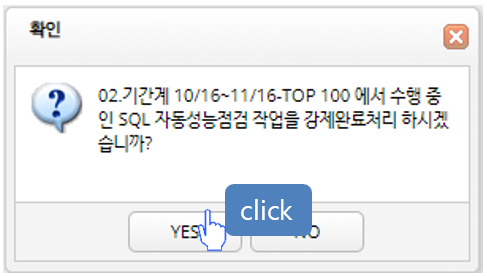 확인
02.기간계 10/16~11/16-TOP 100 에서 수행 중
인 SQL 자동성능점검 작업을 강제완료처리 하시겠
습니까?
YES
click
NO